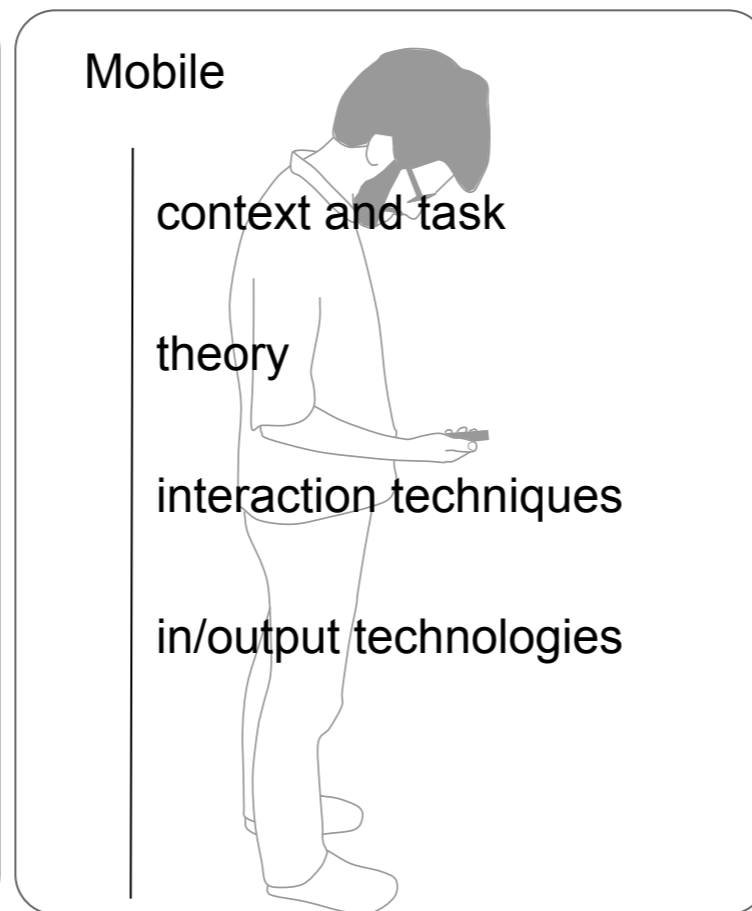 Mobile
context and task
theory
interaction techniques
in/output technologies